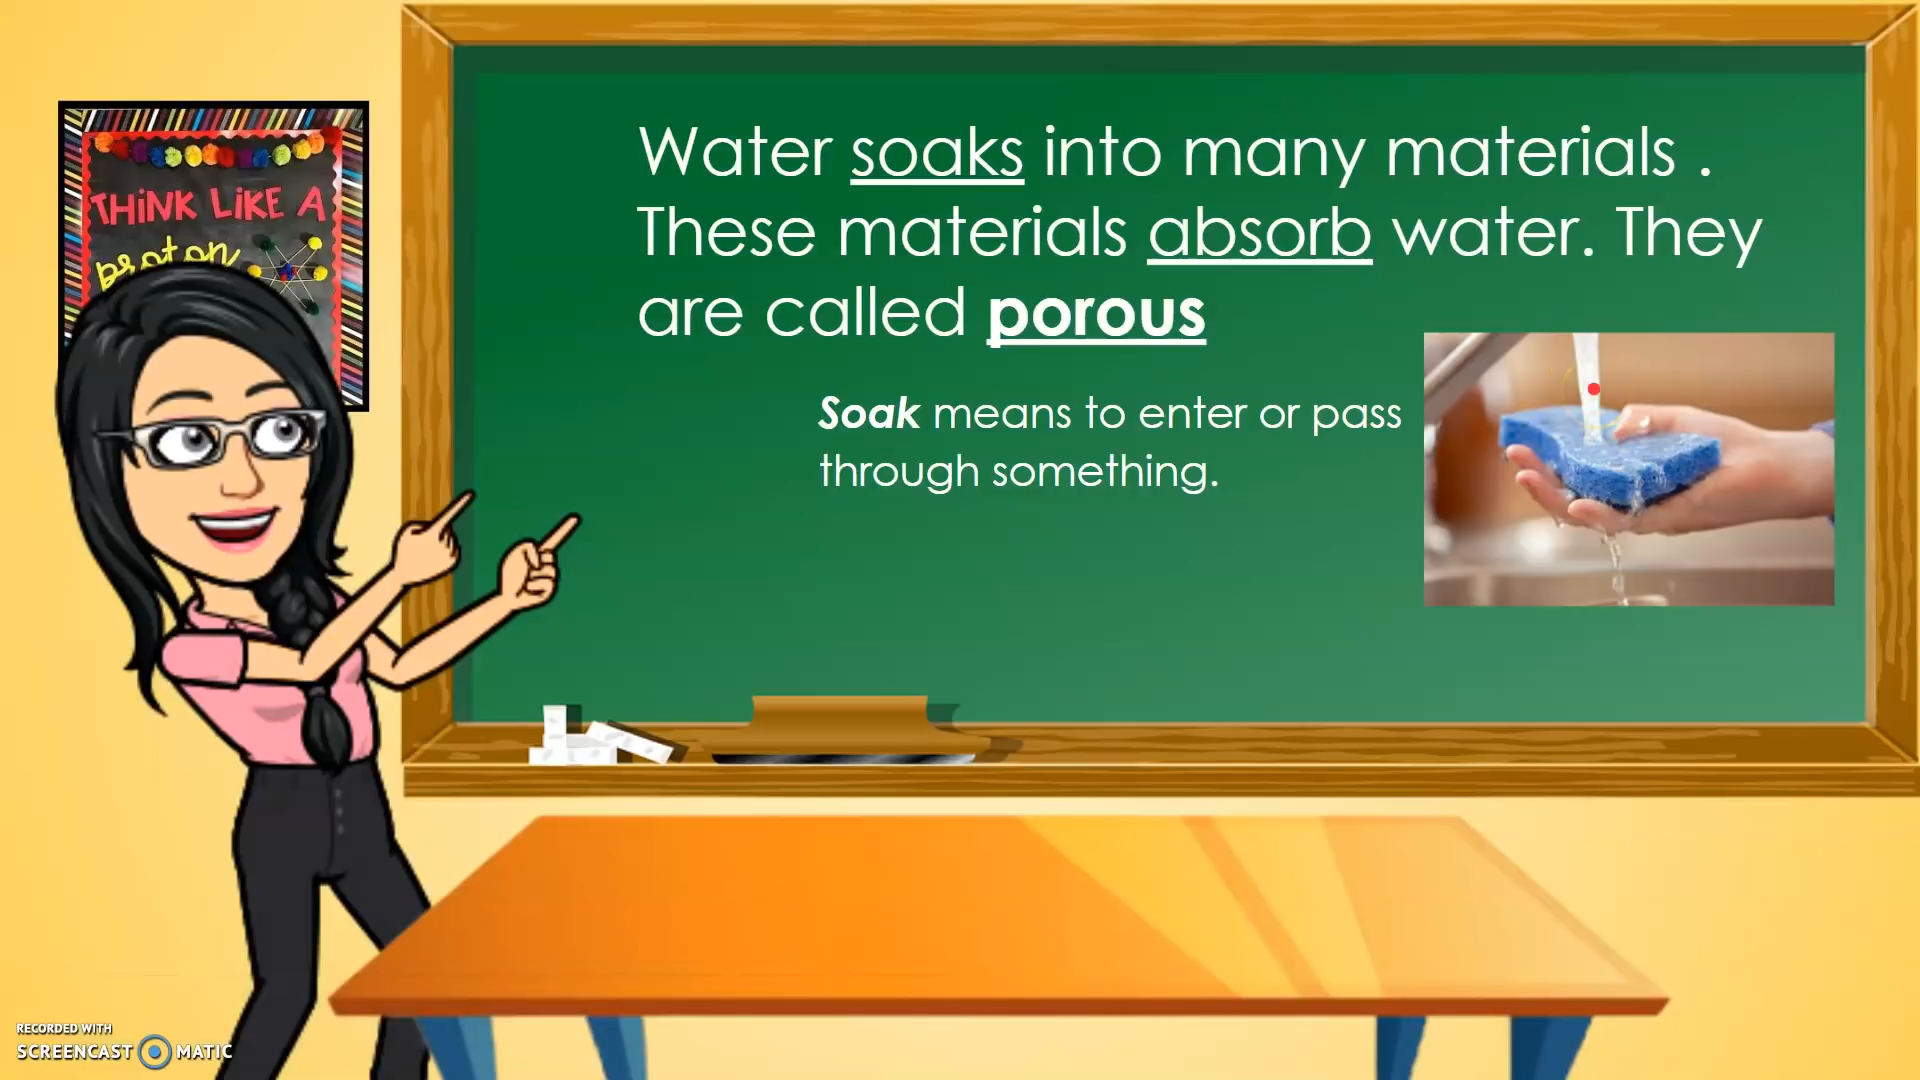 Water soaks into many materials .
These materials absorb water. They
are called porous
Soak means to enter or pass
through something.
THiNK LiKE A
proton
RECORDED WITH
SCREENCAST MATIC